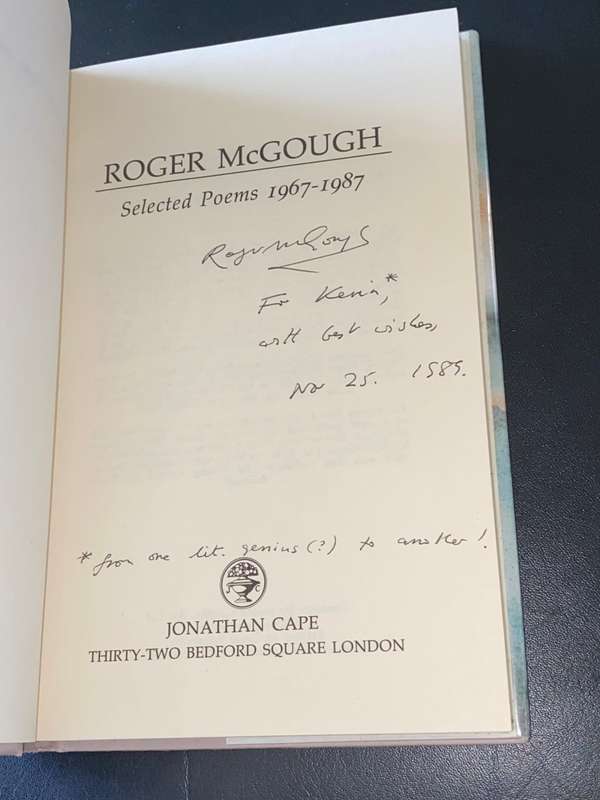 ROGER McGOUGH
Selected Poems 1967-1987
Roger McGough
For Kevin,*
with best wishes,
Nov 25. 1989.
* from one lit. genius(?) to another!
J C
JONATHAN CAPE
THIRTY-TWO BEDFORD SQUARE LONDON